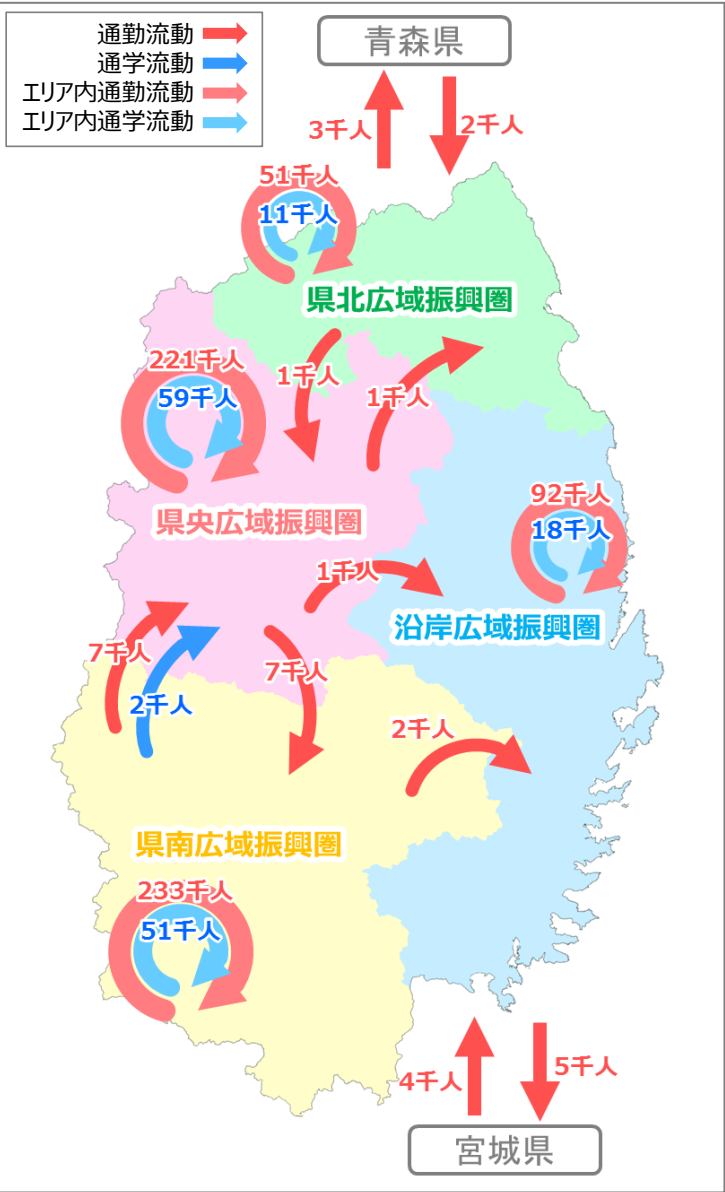 通勤流動
通学流動
エリア内通勤流動
エリア内通学流動
青森県
3千人
2千人
51千人
11千人
県北広域振興圏
221千人
59千人
1千人
1千人
県央広域振興圏
92千人
18千人
1千人
沿岸広域振興圏
7千人
2千人
7千人
2千人
県南広域振興圏
233千人
51千人
4千人
5千人
宮城県